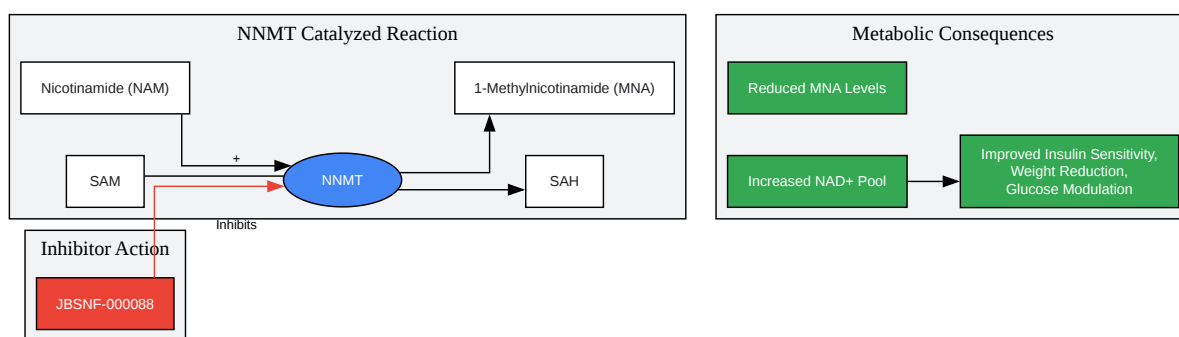 NNMT Catalyzed Reaction
Nicotinamide (NAM)
1-Methylnicotinamide (MNA)
+
SAM
NNMT
SAH
Inhibits
Inhibitor Action
JBSNF-000088
Metabolic Consequences
Reduced MNA Levels
Increased NAD+ Pool
Improved Insulin Sensitivity,
Weight Reduction,
Glucose Modulation